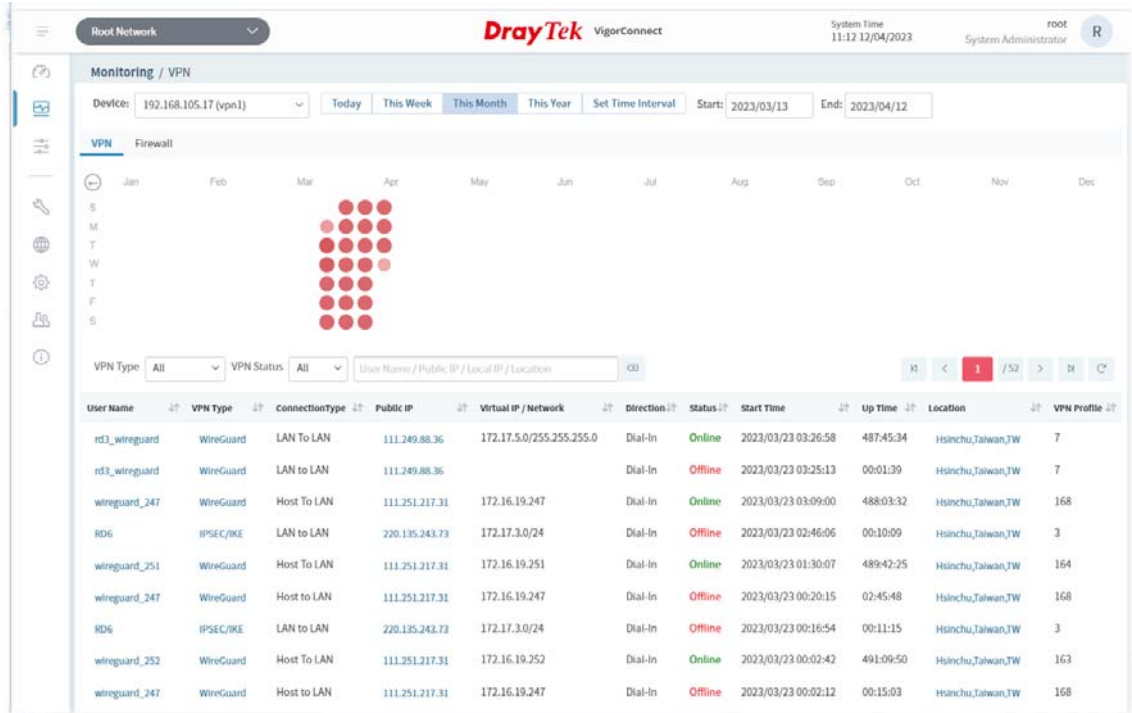 Root Network
DrayTek VigorConnect
System Time
11:12 12/04/2023
root
System Administrator
R
Monitoring / VPN
Device: 192.168.105.17 (vpn1) Today This Week This Month This Year Set Time Interval Start: 2023/03/13 End: 2023/04/12
VPN Firewall
Jan Feb Mar Apr May Jun Jul Aug Sep Oct Nov Dec
S
M
T
W
T
F
S
VPN Type All VPN Status All User Name / Public IP / Local IP / Location 1 / 52
User Name VPN Type ConnectionType Public IP Virtual IP / Network Direction Status Start Time Up Time Location VPN Profile
rd3_wireguard WireGuard LAN To LAN 111.249.88.36 172.17.5.0/255.255.255.0 Dial-In Online 2023/03/23 03:26:58 487:45:34 Hsinchu,Taiwan,TW 7
rd3_wireguard WireGuard LAN to LAN 111.249.88.36 Dial-In Offline 2023/03/23 03:25:13 00:01:39 Hsinchu,Taiwan,TW 7
wireguard_247 WireGuard Host To LAN 111.251.217.31 172.16.19.247 Dial-In Online 2023/03/23 03:09:00 488:03:32 Hsinchu,Taiwan,TW 168
RD6 IPSEC/IKE LAN to LAN 220.135.243.73 172.17.3.0/24 Dial-In Offline 2023/03/23 02:46:06 00:10:09 Hsinchu,Taiwan,TW 3
wireguard_251 WireGuard Host To LAN 111.251.217.31 172.16.19.251 Dial-In Online 2023/03/23 01:30:07 489:42:25 Hsinchu,Taiwan,TW 164
wireguard_247 WireGuard Host to LAN 111.251.217.31 172.16.19.247 Dial-In Offline 2023/03/23 00:20:15 02:45:48 Hsinchu,Taiwan,TW 168
RD6 IPSEC/IKE LAN to LAN 220.135.243.73 172.17.3.0/24 Dial-In Offline 2023/03/23 00:16:54 00:11:15 Hsinchu,Taiwan,TW 3
wireguard_252 WireGuard Host To LAN 111.251.217.31 172.16.19.252 Dial-In Online 2023/03/23 00:02:42 491:09:50 Hsinchu,Taiwan,TW 163
wireguard_247 WireGuard Host to LAN 111.251.217.31 172.16.19.247 Dial-In Offline 2023/03/23 00:02:12 00:15:03 Hsinchu,Taiwan,TW 168